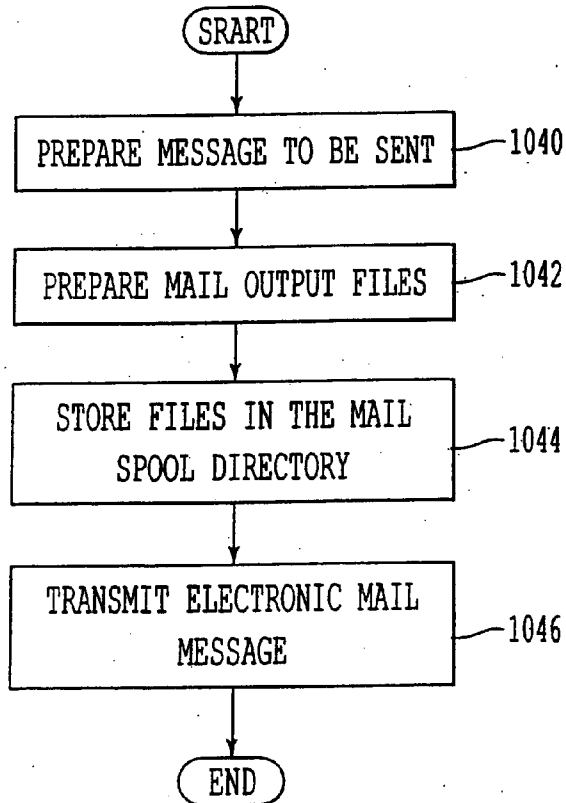 SRART
PREPARE MESSAGE TO BE SENT
1040
PREPARE MAIL OUTPUT FILES
1042
STORE FILES IN THE MAIL
SPOOL DIRECTORY
1044
TRANSMIT ELECTRONIC MAIL
MESSAGE
1046
END